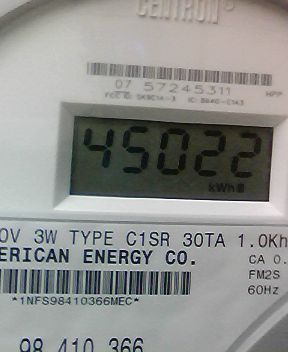 CENTRON®
07 57245311
HPP
45022
kWh
0V 3W TYPE C1SR 30TA 1.0Kh
ERICAN ENERGY CO.
CA 0.
FM2S
60Hz
*1NFS98410366MEC*
98 410 366